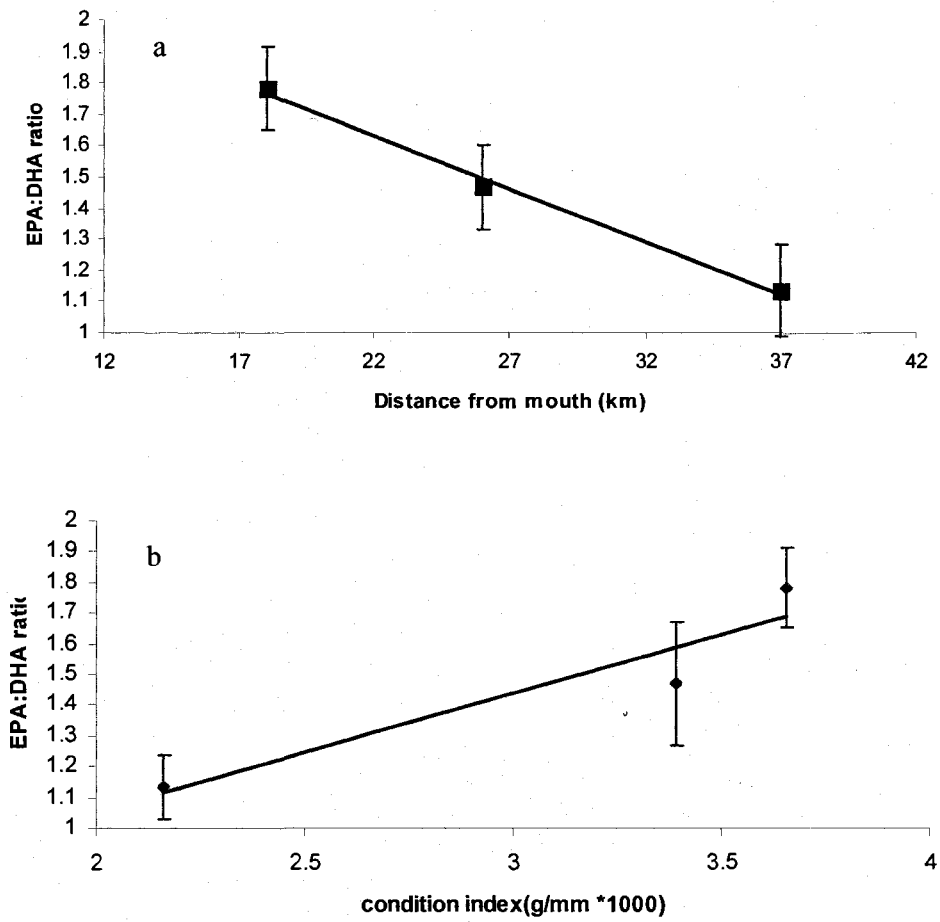 a
EPA:DHA ratio
2
1.9
1.8
1.7
1.6
1.5
1.4
1.3
1.2
1.1
1
12 17 22 27 32 37 42
Distance from mouth (km)
b
EPA:DHA ratio
2
1.9
1.8
1.7
1.6
1.5
1.4
1.3
1.2
1.1
1
2 2.5 3 3.5 4
condition index(g/mm *1000)